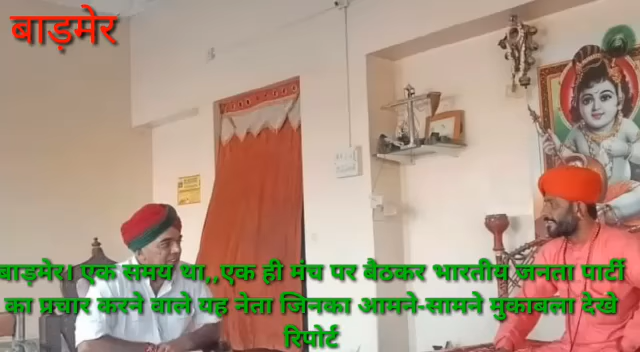 बाड़मेर
बाड़मेर। एक समय था,,एक ही मंच पर बैठकर भारतीय जनता पार्टी
का प्रचार करने वाले यह नेता जिनका आमने-सामने मुकाबला देखे
रिपोर्ट